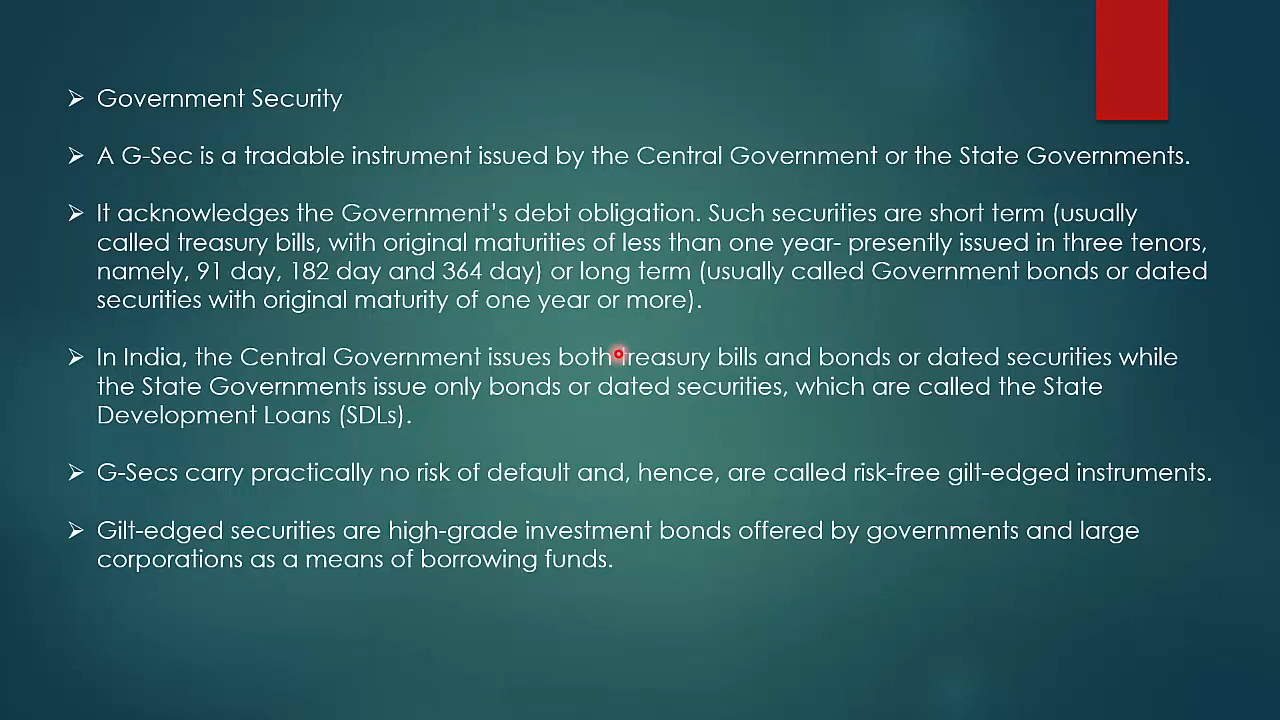 ➢ Government Security
➢ A G-Sec is a tradable instrument issued by the Central Government or the State Governments.
➢ It acknowledges the Government’s debt obligation. Such securities are short term (usually
called treasury bills, with original maturities of less than one year- presently issued in three tenors,
namely, 91 day, 182 day and 364 day) or long term (usually called Government bonds or dated
securities with original maturity of one year or more).
➢ In India, the Central Government issues both treasury bills and bonds or dated securities while
the State Governments issue only bonds or dated securities, which are called the State
Development Loans (SDLs).
➢ G-Secs carry practically no risk of default and, hence, are called risk-free gilt-edged instruments.
➢ Gilt-edged securities are high-grade investment bonds offered by governments and large
corporations as a means of borrowing funds.